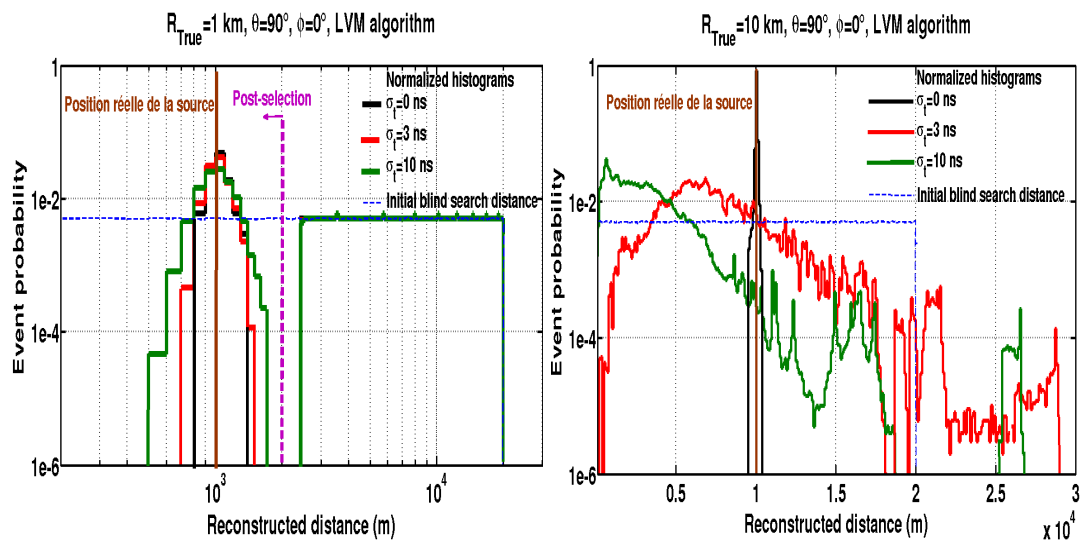 R_True=1 km, θ=90°, ϕ=0°, LVM algorithm
Event probability
1
1e-2
1e-4
1e-6
Position réelle de la source
Post-selection
Normalized histograms
σ_t=0 ns
σ_t=3 ns
σ_t=10 ns
Initial blind search distance
10^3
10^4
Reconstructed distance (m)
R_True=10 km, θ=90°, ϕ=0°, LVM algorithm
Event probability
1
1e-2
1e-4
1e-6
Position réelle de la source
Normalized histograms
σ_t=0 ns
σ_t=3 ns
σ_t=10 ns
Initial blind search distance
0.5
1
1.5
2
2.5
3
x 10^4
Reconstructed distance (m)